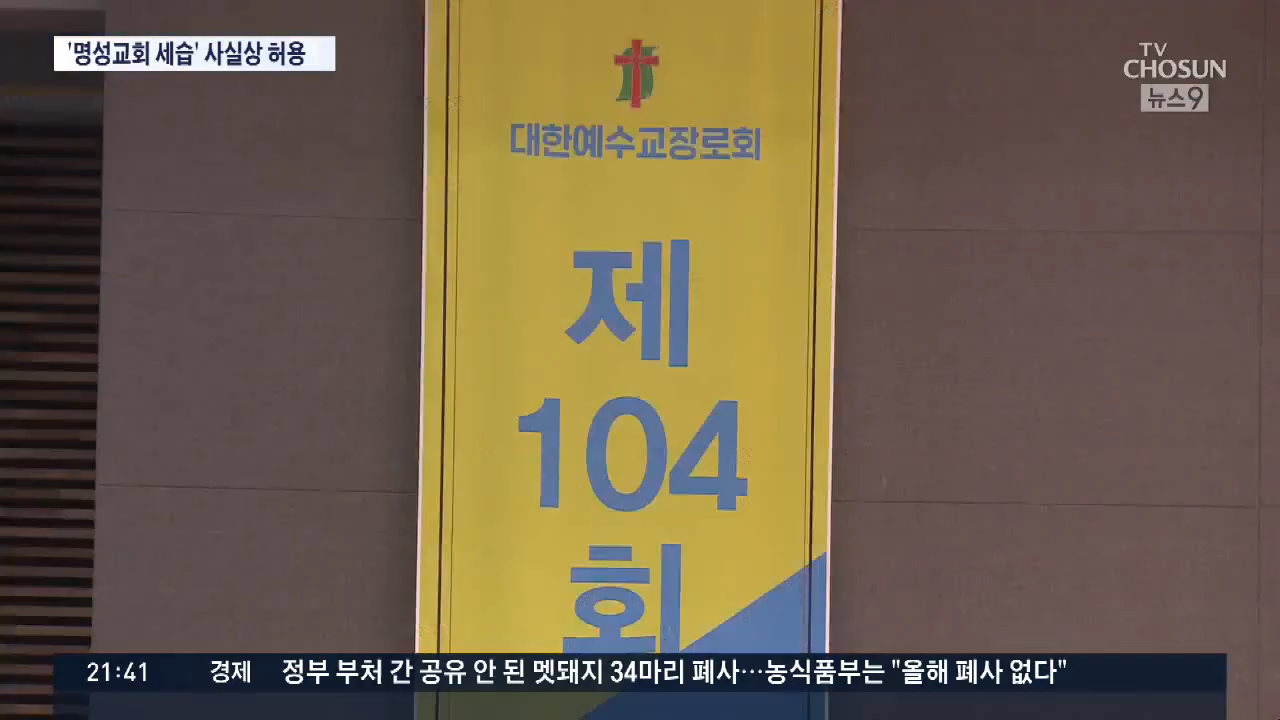 '명성교회 세습' 사실상 허용
TV
CHOSUN
뉴스9
대한예수교장로회
제
104
회
21:41 경제 정부 부처 간 공유 안 된 멧돼지 34마리 폐사…농식품부는 "올해 폐사 없다"